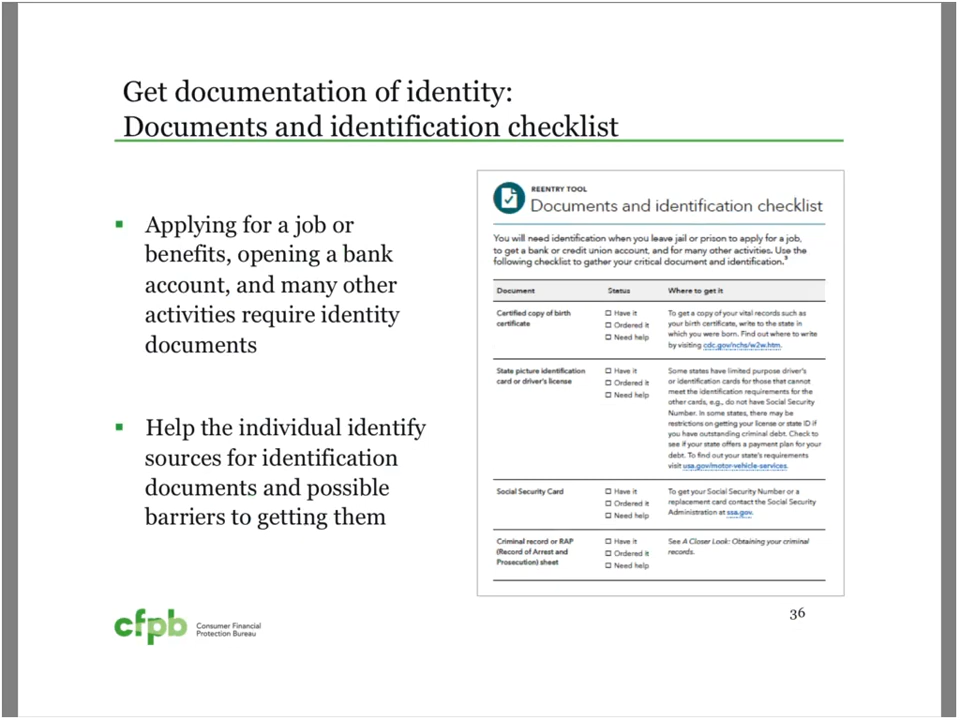 Get documentation of identity:
Documents and identification checklist
▪ Applying for a job or
benefits, opening a bank
account, and many other
activities require identity
documents
▪ Help the individual identify
sources for identification
documents and possible
barriers to getting them
REENTRY TOOL
Documents and identification checklist
You will need identification when you leave jail or prison to apply for a job,
to get a bank or credit union account, and for many other activities. Use the
following checklist to gather your critical document and identification.³
Document Status Where to get it
Certified copy of birth
certificate
☐ Have it
☐ Ordered it
☐ Need help
To get a copy of your vital records such as
your birth certificate, write to the state in
which you were born. Find out where to write
by visiting cdc.gov/nchs/w2w.htm.
State picture identification
card or driver's license
☐ Have it
☐ Ordered it
☐ Need help
Some states have limited purpose driver's
or identification cards for those that cannot
meet the identification requirements for the
other cards, e.g., do not have Social Security
Number. In some states, there may be
restrictions on getting your license or state ID if
you have outstanding criminal debt. Check to
see if your state offers a payment plan for your
debt. To find out your state's requirements
visit usa.gov/motor-vehicle-services.
Social Security Card
☐ Have it
☐ Ordered it
☐ Need help
To get your Social Security Number or a
replacement card contact the Social Security
Administration at ssa.gov.
Criminal record or RAP
(Record of Arrest and
Prosecution) sheet
☐ Have it
☐ Ordered it
☐ Need help
See A Closer Look: Obtaining your criminal
records.
cfpb
Consumer Financial
Protection Bureau
36